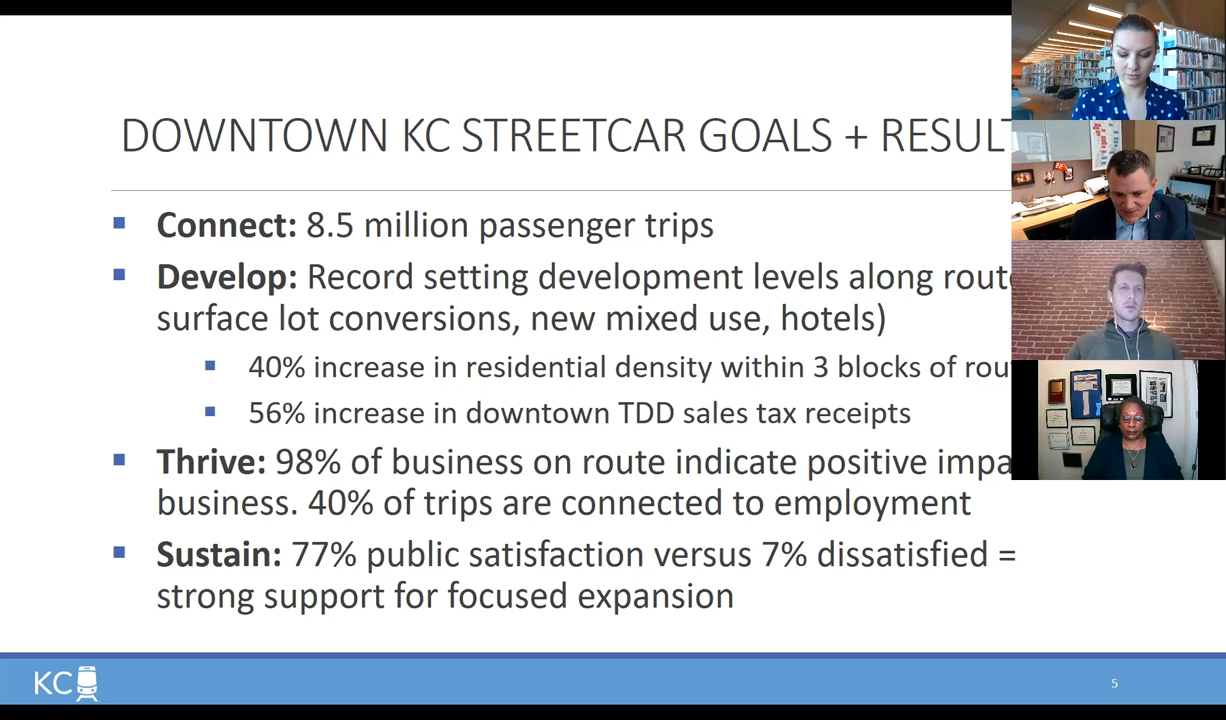 DOWNTOWN KC STREETCAR GOALS + RESULT
Connect: 8.5 million passenger trips
Develop: Record setting development levels along route
surface lot conversions, new mixed use, hotels)
40% increase in residential density within 3 blocks of rou
56% increase in downtown TDD sales tax receipts
Thrive: 98% of business on route indicate positive impa
business. 40% of trips are connected to employment
Sustain: 77% public satisfaction versus 7% dissatisfied =
strong support for focused expansion
KC
5